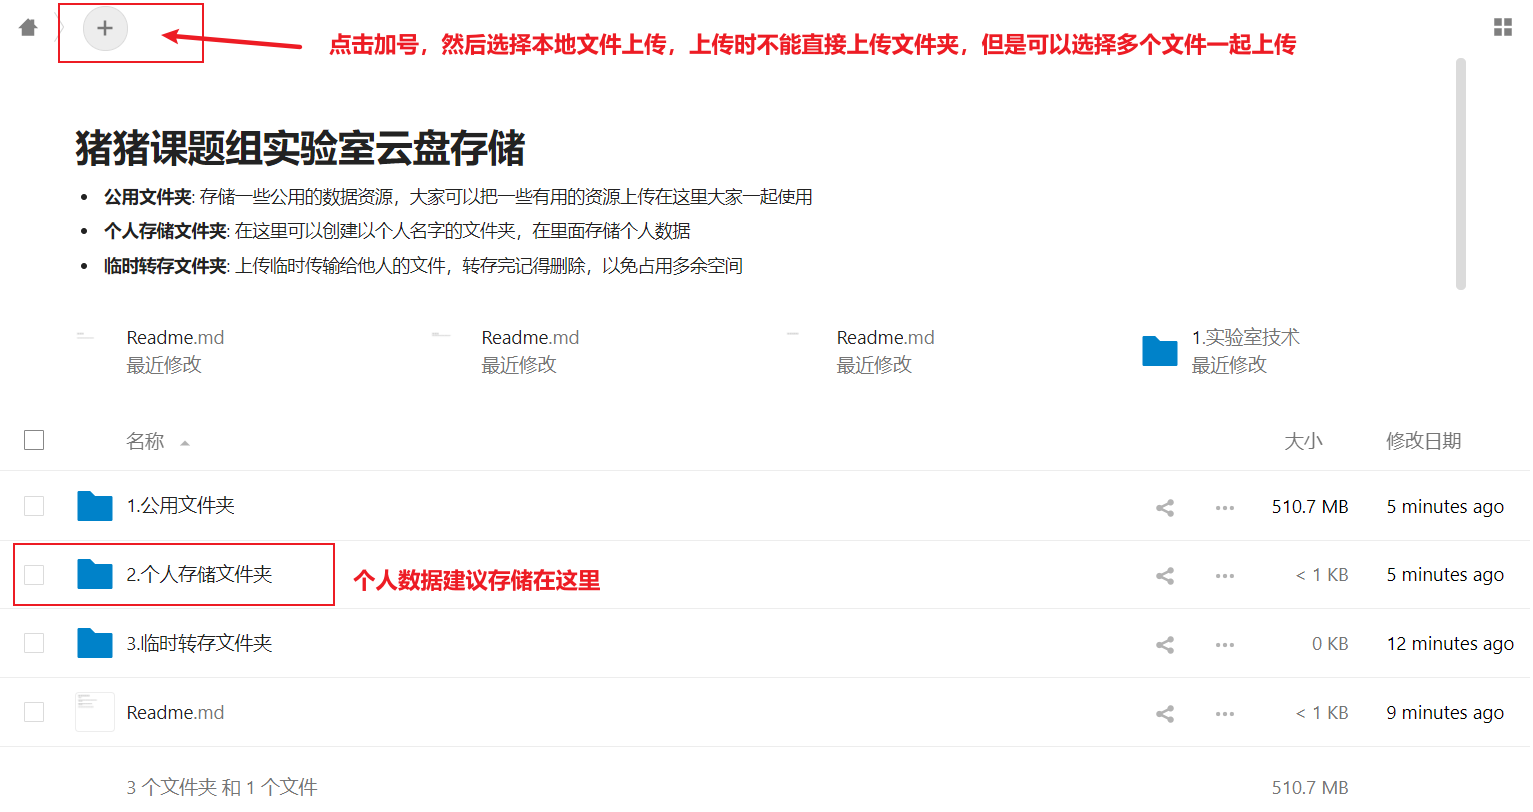 点击加号，然后选择本地文件上传，上传时不能直接上传文件夹，但是可以选择多个文件一起上传
猪猪课题组实验室云盘存储
公用文件夹: 存储一些公用的数据资源，大家可以把一些有用的资源上传在这里大家一起使用
个人存储文件夹: 在这里可以创建以个人名字的文件夹，在里面存储个人数据
临时转存文件夹: 上传临时传输给他人的文件，转存完记得删除，以免占用多余空间
Readme.md Readme.md Readme.md 1.实验室技术
最近修改 最近修改 最近修改 最近修改
名称 大小 修改日期
1.公用文件夹 510.7 MB 5 minutes ago
2.个人存储文件夹 个人数据建议存储在这里 < 1 KB 5 minutes ago
3.临时转存文件夹 0 KB 12 minutes ago
Readme.md < 1 KB 9 minutes ago
3 个文件夹 和 1 个文件 510.7 MB